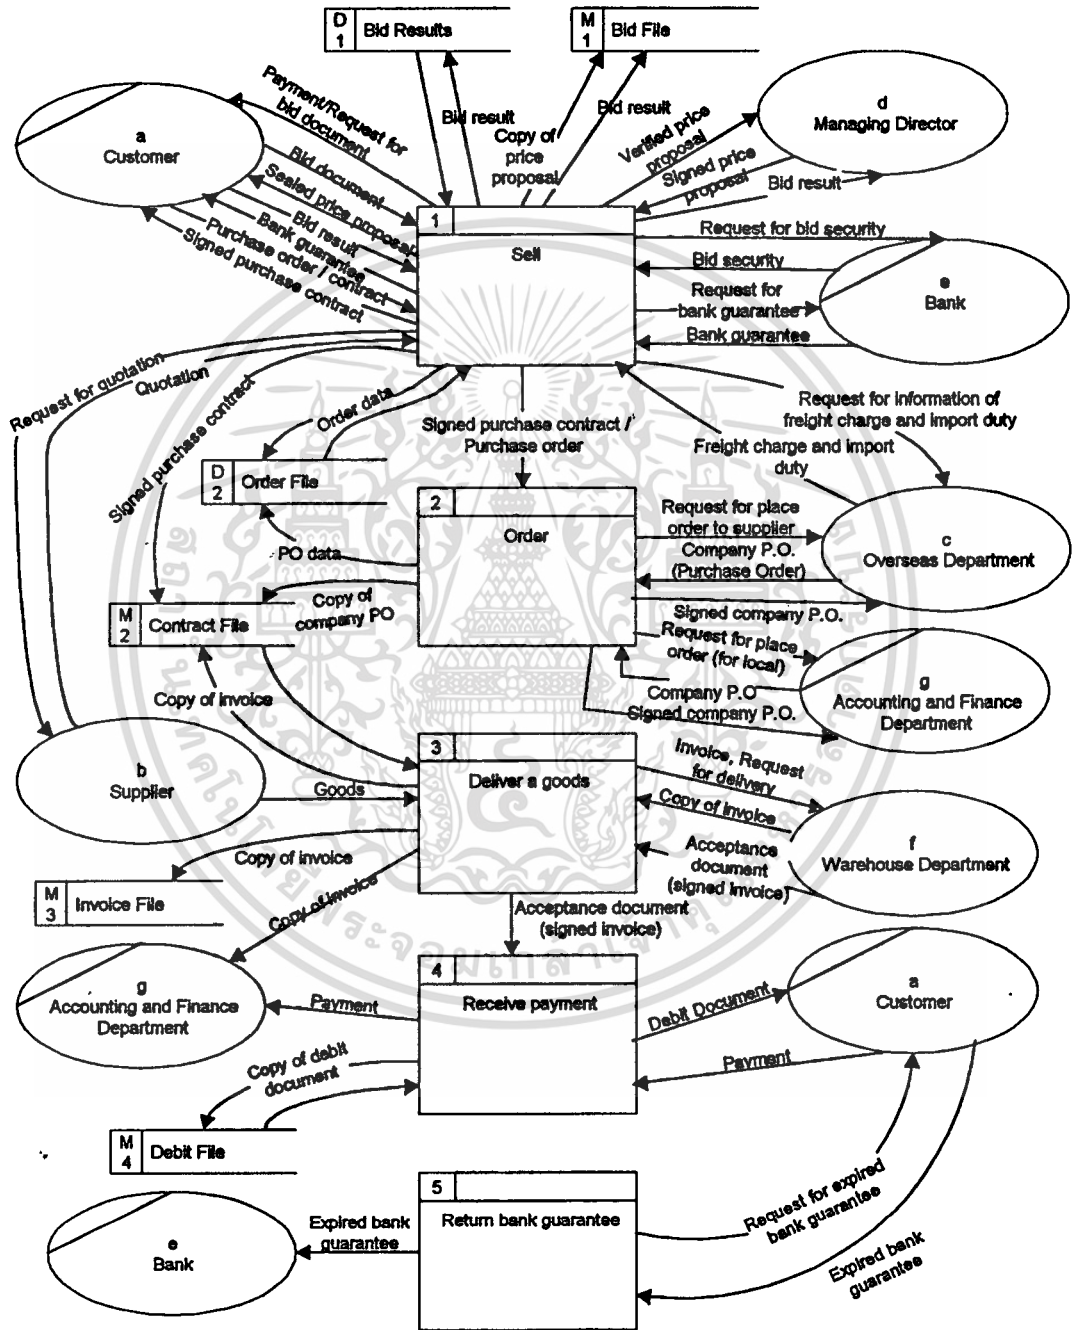 D
1
Bid Results
M
1
Bid File
a
Customer
Payment/Request for
bid document
Bid document
Sealed price proposal
Bid result
Bank guarantee
Purchase order / contract
Signed purchase contract
Bid result
Copy of
price
proposal
Bid result
Verified price
proposal
Signed price
proposal
Bid result
d
Managing Director
1
Sell
Request for bid security
Bid security
Request for
bank guarantee
Bank guarantee
e
Bank
Request for quotation
Quotation
Signed purchase contract
Order data
D
2
Order File
Signed purchase contract /
Purchase order
Request for information of
freight charge and import duty
Freight charge and import
duty
2
Order
PO data
Copy of
company PO
M
2
Contract File
Request for place
order to supplier
Company P.O.
(Purchase Order)
Signed company P.O.
c
Overseas Department
Request for place
order (for local)
Company P.O
Signed company P.O.
g
Accounting and Finance
Department
Copy of invoice
b
Supplier
Goods
3
Deliver a goods
Invoice, Request
for delivery
Copy of invoice
Acceptance
document
(signed invoice)
f
Warehouse Department
Copy of invoice
M
3
Invoice File
Copy of invoice
Acceptance document
(signed invoice)
g
Accounting and Finance
Department
Payment
4
Receive payment
Debit Document
Payment
a
Customer
Copy of debit
document
M
4
Debit File
5
Return bank guarantee
Expired bank
guarantee
e
Bank
Request for expired
bank guarantee
Expired bank
guarantee